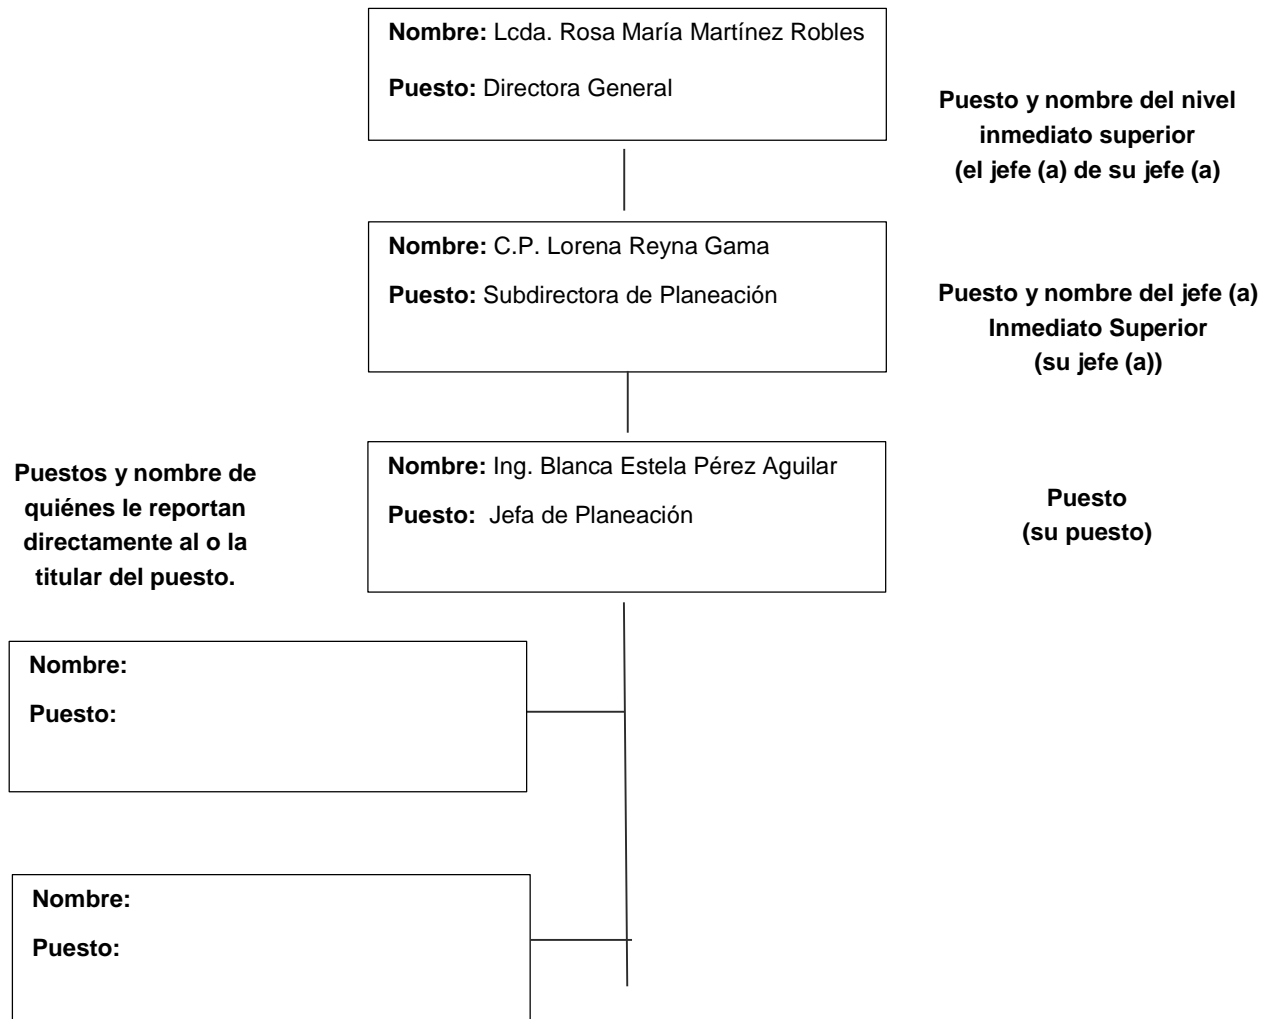 Nombre: Lcda. Rosa María Martínez Robles
Puesto: Directora General
Puesto y nombre del nivel
inmediato superior
(el jefe (a) de su jefe (a)
Nombre: C.P. Lorena Reyna Gama
Puesto: Subdirectora de Planeación
Puesto y nombre del jefe (a)
Inmediato Superior
(su jefe (a))
Nombre: Ing. Blanca Estela Pérez Aguilar
Puesto: Jefa de Planeación
Puesto
(su puesto)
Puestos y nombre de
quiénes le reportan
directamente al o la
titular del puesto.
Nombre:
Puesto:
Nombre:
Puesto: